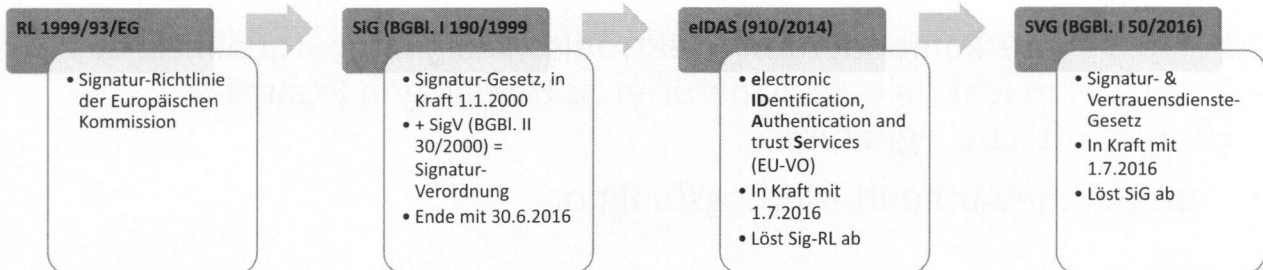 RL 1999/93/EG
• Signatur-Richtlinie
der Europäischen
Kommission
SiG (BGBl. I 190/1999
• Signatur-Gesetz, in
Kraft 1.1.2000
• + SigV (BGBl. II
30/2000) =
Signatur-
Verordnung
• Ende mit 30.6.2016
eIDAS (910/2014)
• electronic
IDentification,
Authentication and
trust Services
(EU-VO)
• In Kraft mit
1.7.2016
• Löst Sig-RL ab
SVG (BGBl. I 50/2016)
• Signatur- &
Vertrauensdienste-
Gesetz
• In Kraft mit
1.7.2016
• Löst SiG ab